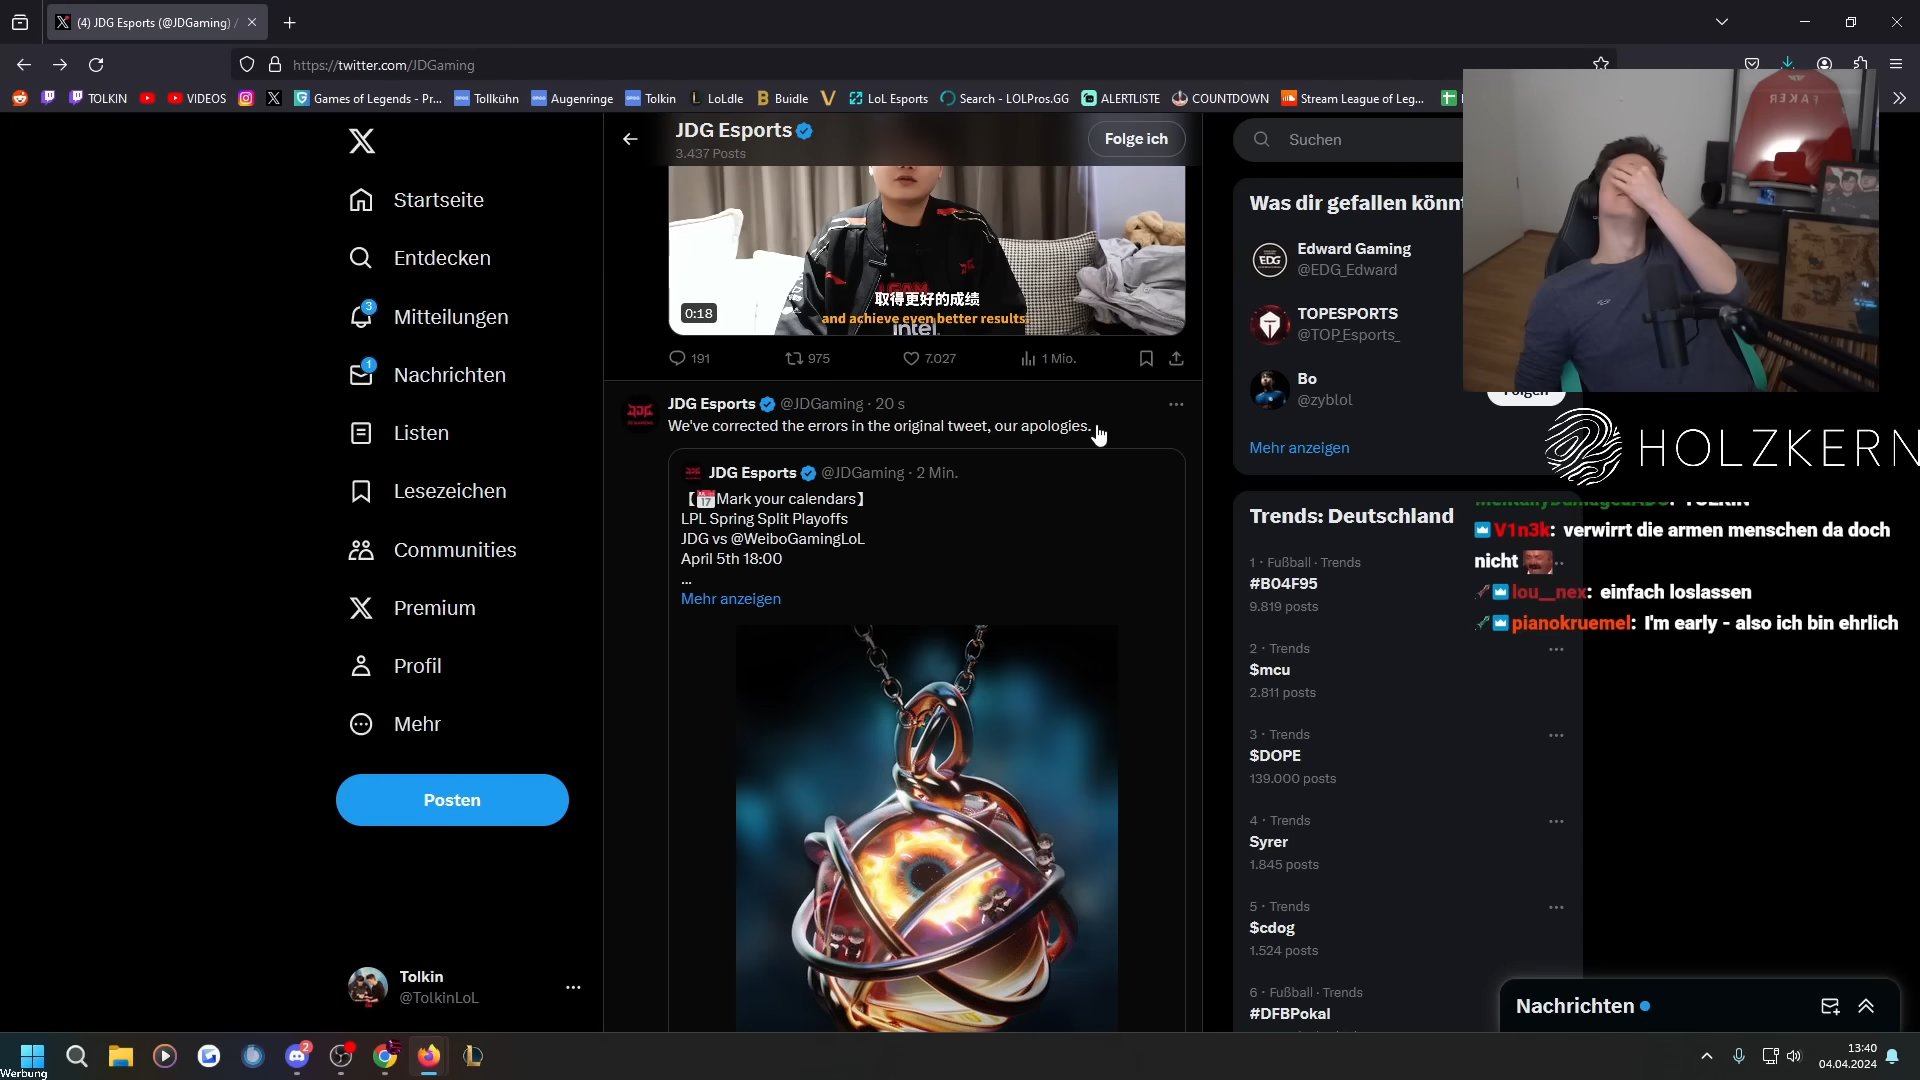 (4) JDG Esports (@JDGaming) /
https://twitter.com/JDGaming
TOLKIN
VIDEOS
Games of Legends - Pr...
Tollkühn
Augenringe
Tolkin
LoLdle
Buidle
LoL Esports
Search - LOLPros.GG
ALERTLISTE
COUNTDOWN
Stream League of Leg...
Startseite
Entdecken
3
Mitteilungen
1
Nachrichten
Listen
Lesezeichen
Communities
Premium
Profil
Mehr
Posten
Tolkin
@TolkinLoL
JDG Esports
3.437 Posts
Folge ich
取得更好的成绩
and achieve even better results
intel
0:18
191
975
7.027
1 Mio.
JDG Esports @JDGaming · 20 s
We've corrected the errors in the original tweet, our apologies.
JDG Esports @JDGaming · 2 Min.
【📅Mark your calendars】
LPL Spring Split Playoffs
JDG vs @WeiboGamingLoL
April 5th 18:00
...
Mehr anzeigen
Suchen
Was dir gefallen könnt
EDG
Edward Gaming
@EDG_Edward
TOPESPORTS
@TOP_Esports_
Bo
@zyblol
Folgen
Mehr anzeigen
Trends: Deutschland
1 · Fußball · Trends
#B04F95
9.819 posts
2 · Trends
$mcu
2.811 posts
3 · Trends
$DOPE
139.000 posts
4 · Trends
Syrer
1.845 posts
5 · Trends
$cdog
1.524 posts
6 · Fußball · Trends
#DFBPokal
FAKER
HOLZKERN
MentallyDamagedADC: TOLKIN
V1n3k: verwirrt die armen menschen da doch
nicht
lou__nex: einfach loslassen
pianokruemel: I'm early - also ich bin ehrlich
Nachrichten
Werbung
2
13:40
04.04.2024